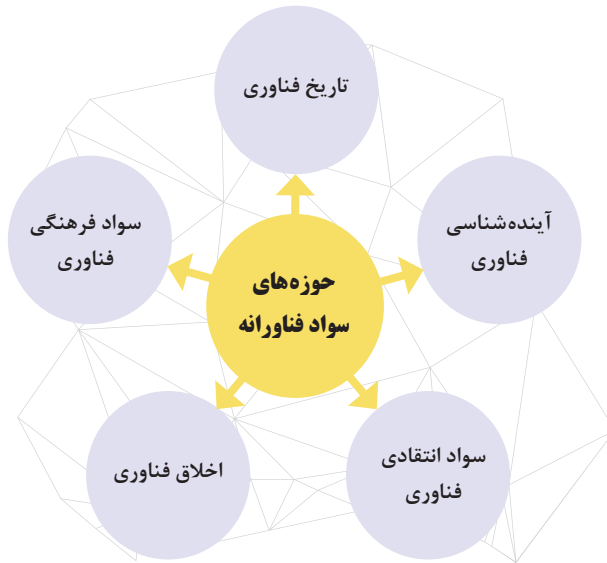 تاریخ فناوری
آینده‌شناسی
فناوری
سواد فرهنگی
فناوری
حوزه‌های
سواد فناورانه
سواد انتقادی
فناوری
اخلاق فناوری